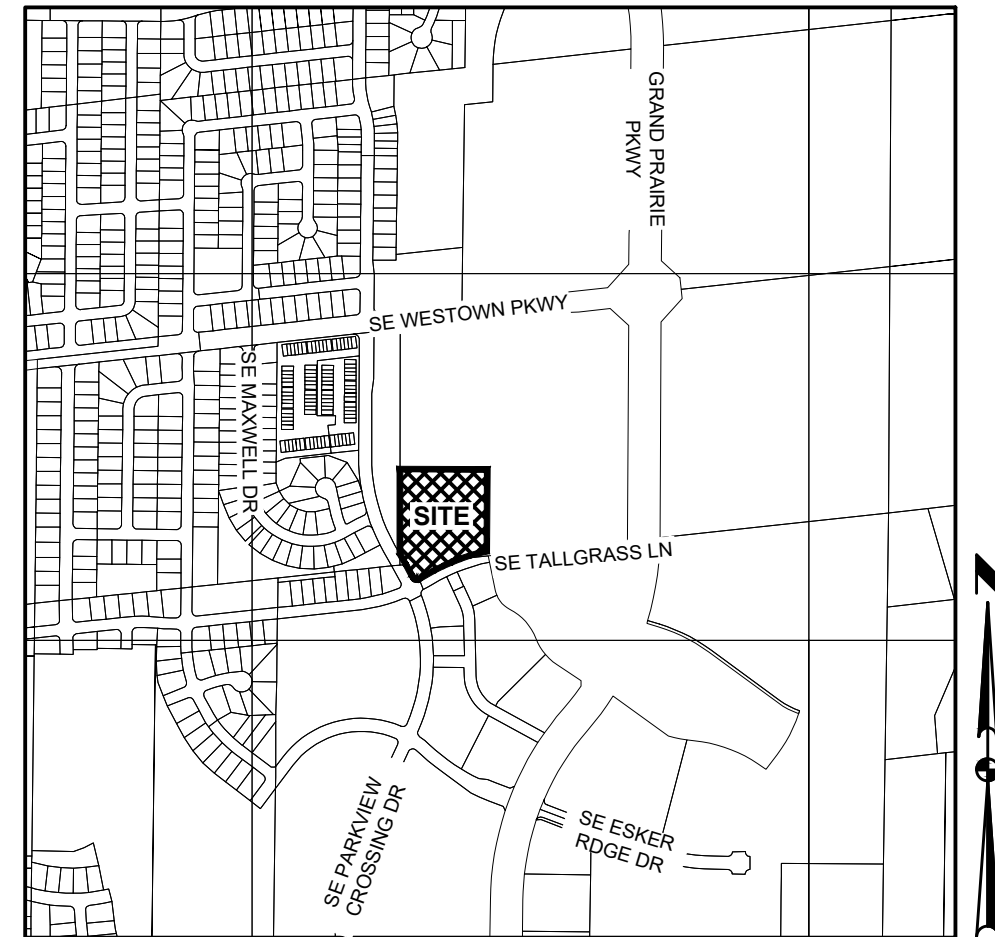 GRAND PRAIRIE
PKWY
SE WESTOWN PKWY
SE MAXWELL DR
SITE
SE TALLGRASS LN
SE PARKVIEW
CROSSING DR
SE ESKER
RDGE DR
N